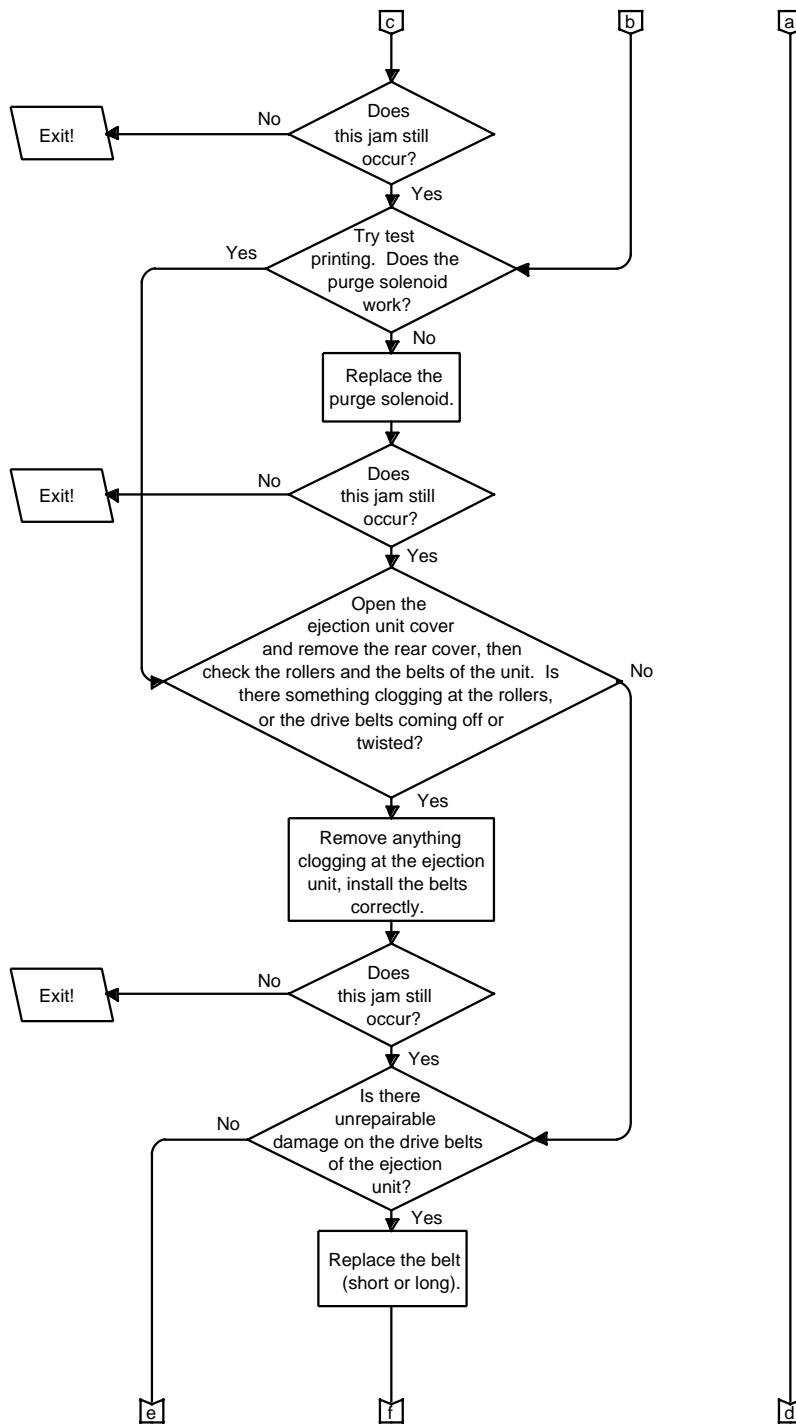 c
b
a
Does
this jam still
occur?
No
Exit!
Yes
Try test
printing.  Does the
purge solenoid
work?
Yes
No
Replace the
purge solenoid.
Does
this jam still
occur?
No
Exit!
Yes
Open the
ejection unit cover
and remove the rear cover, then
check the rollers and the belts of the unit.  Is
there something clogging at the rollers,
or the drive belts coming off or
twisted?
No
Yes
Remove anything
clogging at the ejection
unit, install the belts
correctly.
Does
this jam still
occur?
No
Exit!
Yes
Is there
unrepairable
damage on the drive belts
of the ejection
unit?
No
Yes
Replace the belt
(short or long).
e
f
d